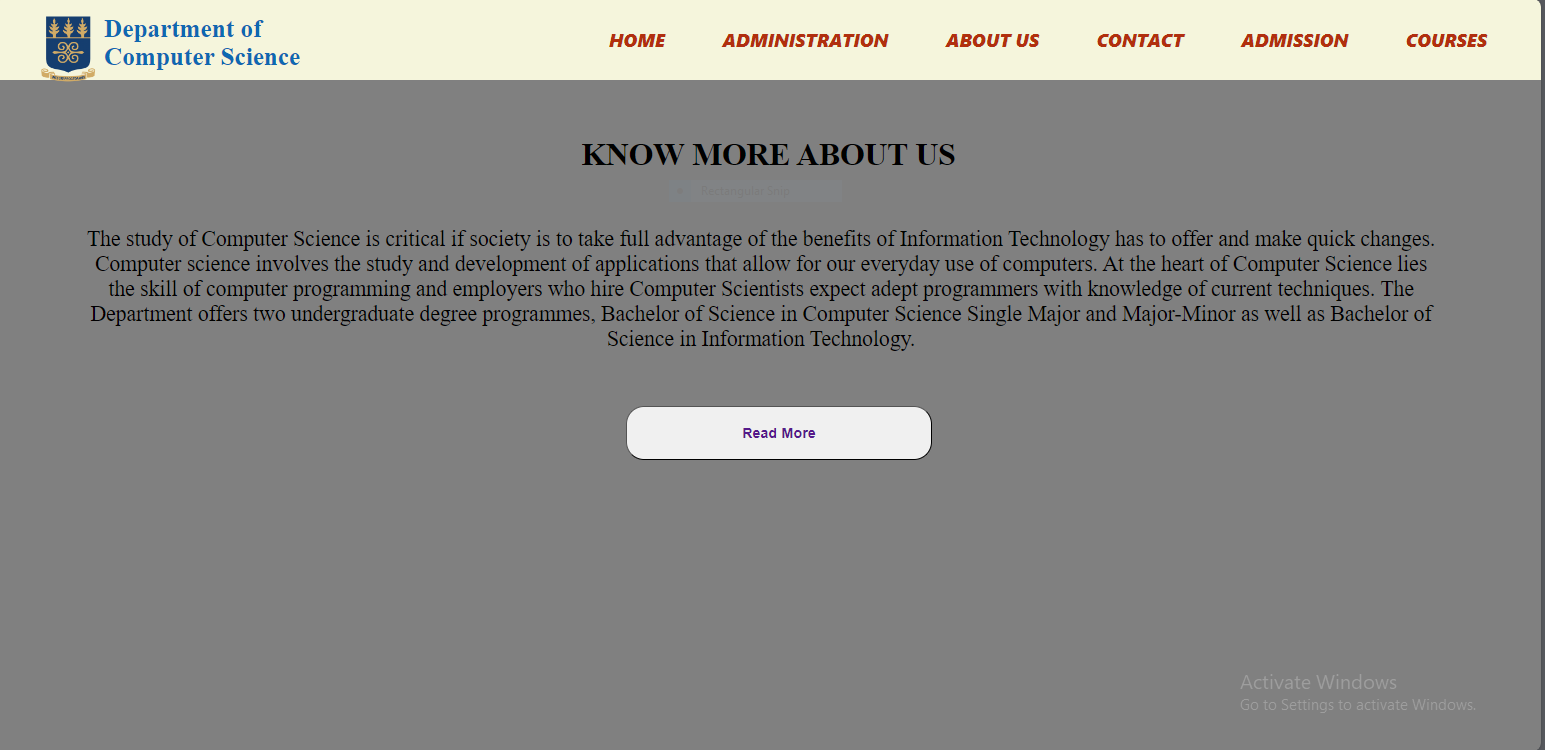 Department of
Computer Science
HOME ADMINISTRATION ABOUT US CONTACT ADMISSION COURSES
KNOW MORE ABOUT US
Rectangular Snip
The study of Computer Science is critical if society is to take full advantage of the benefits of Information Technology has to offer and make quick changes.
Computer science involves the study and development of applications that allow for our everyday use of computers. At the heart of Computer Science lies
the skill of computer programming and employers who hire Computer Scientists expect adept programmers with knowledge of current techniques. The
Department offers two undergraduate degree programmes, Bachelor of Science in Computer Science Single Major and Major-Minor as well as Bachelor of
Science in Information Technology.
Read More
Activate Windows
Go to Settings to activate Windows.